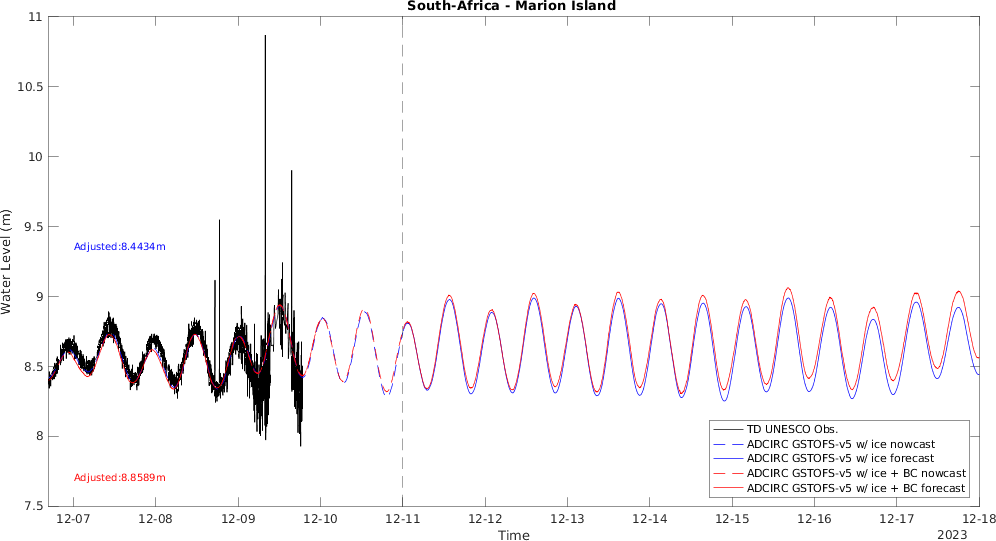 South-Africa - Marion Island
11
10.5
10
9.5
9
8.5
8
7.5
Water Level (m)
Adjusted:8.4434m
Adjusted:8.8589m
TD UNESCO Obs.
ADCIRC GSTOFS-v5 w/ ice nowcast
ADCIRC GSTOFS-v5 w/ ice forecast
ADCIRC GSTOFS-v5 w/ ice + BC nowcast
ADCIRC GSTOFS-v5 w/ ice + BC forecast
12-07 12-08 12-09 12-10 12-11 12-12 12-13 12-14 12-15 12-16 12-17 12-18
Time
2023